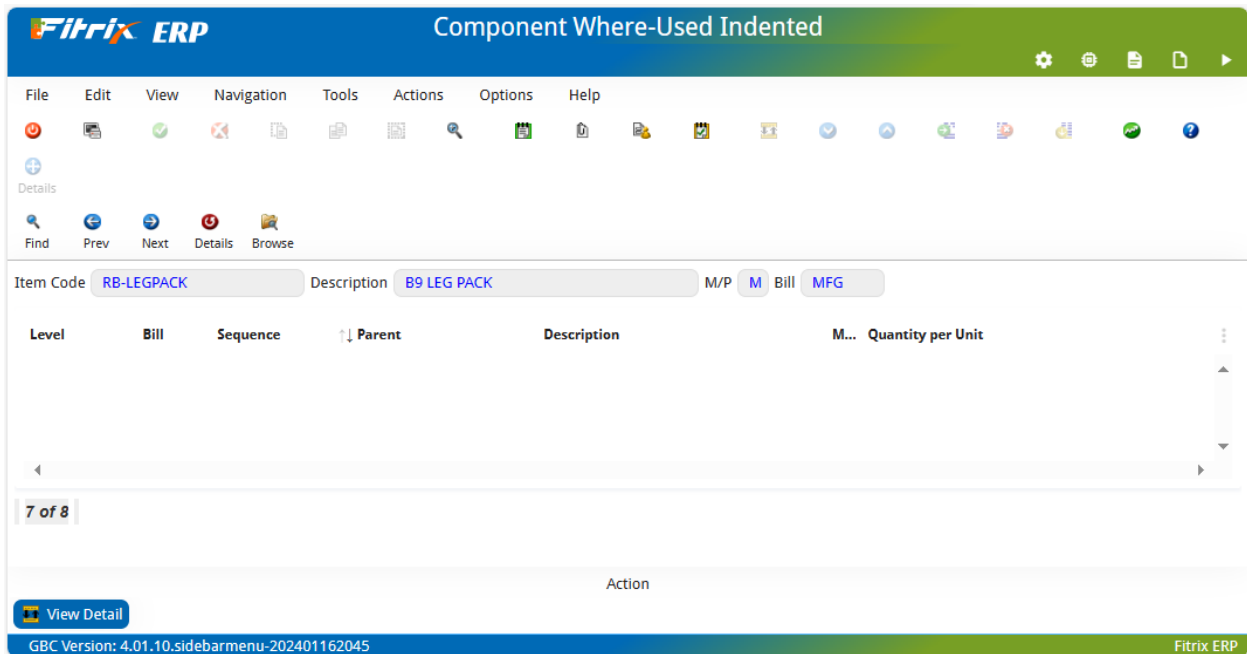 Fitrix ERP
Component Where-Used Indented
File Edit View Navigation Tools Actions Options Help
Details
Find Prev Next Details Browse
Item Code RB-LEGPACK Description B9 LEG PACK M/P M Bill MFG
Level Bill Sequence ↑↓ Parent Description M... Quantity per Unit
7 of 8
Action
View Detail
GBC Version: 4.01.10.sidebarmenu-202401162045 Fitrix ERP